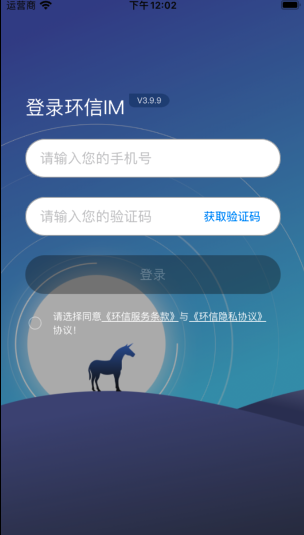 运营商 下午12:02
登录环信IM V3.9.9
请输入您的手机号
请输入您的验证码 获取验证码
登录
请选择同意《环信服务条款》与《环信隐私协议》
协议！